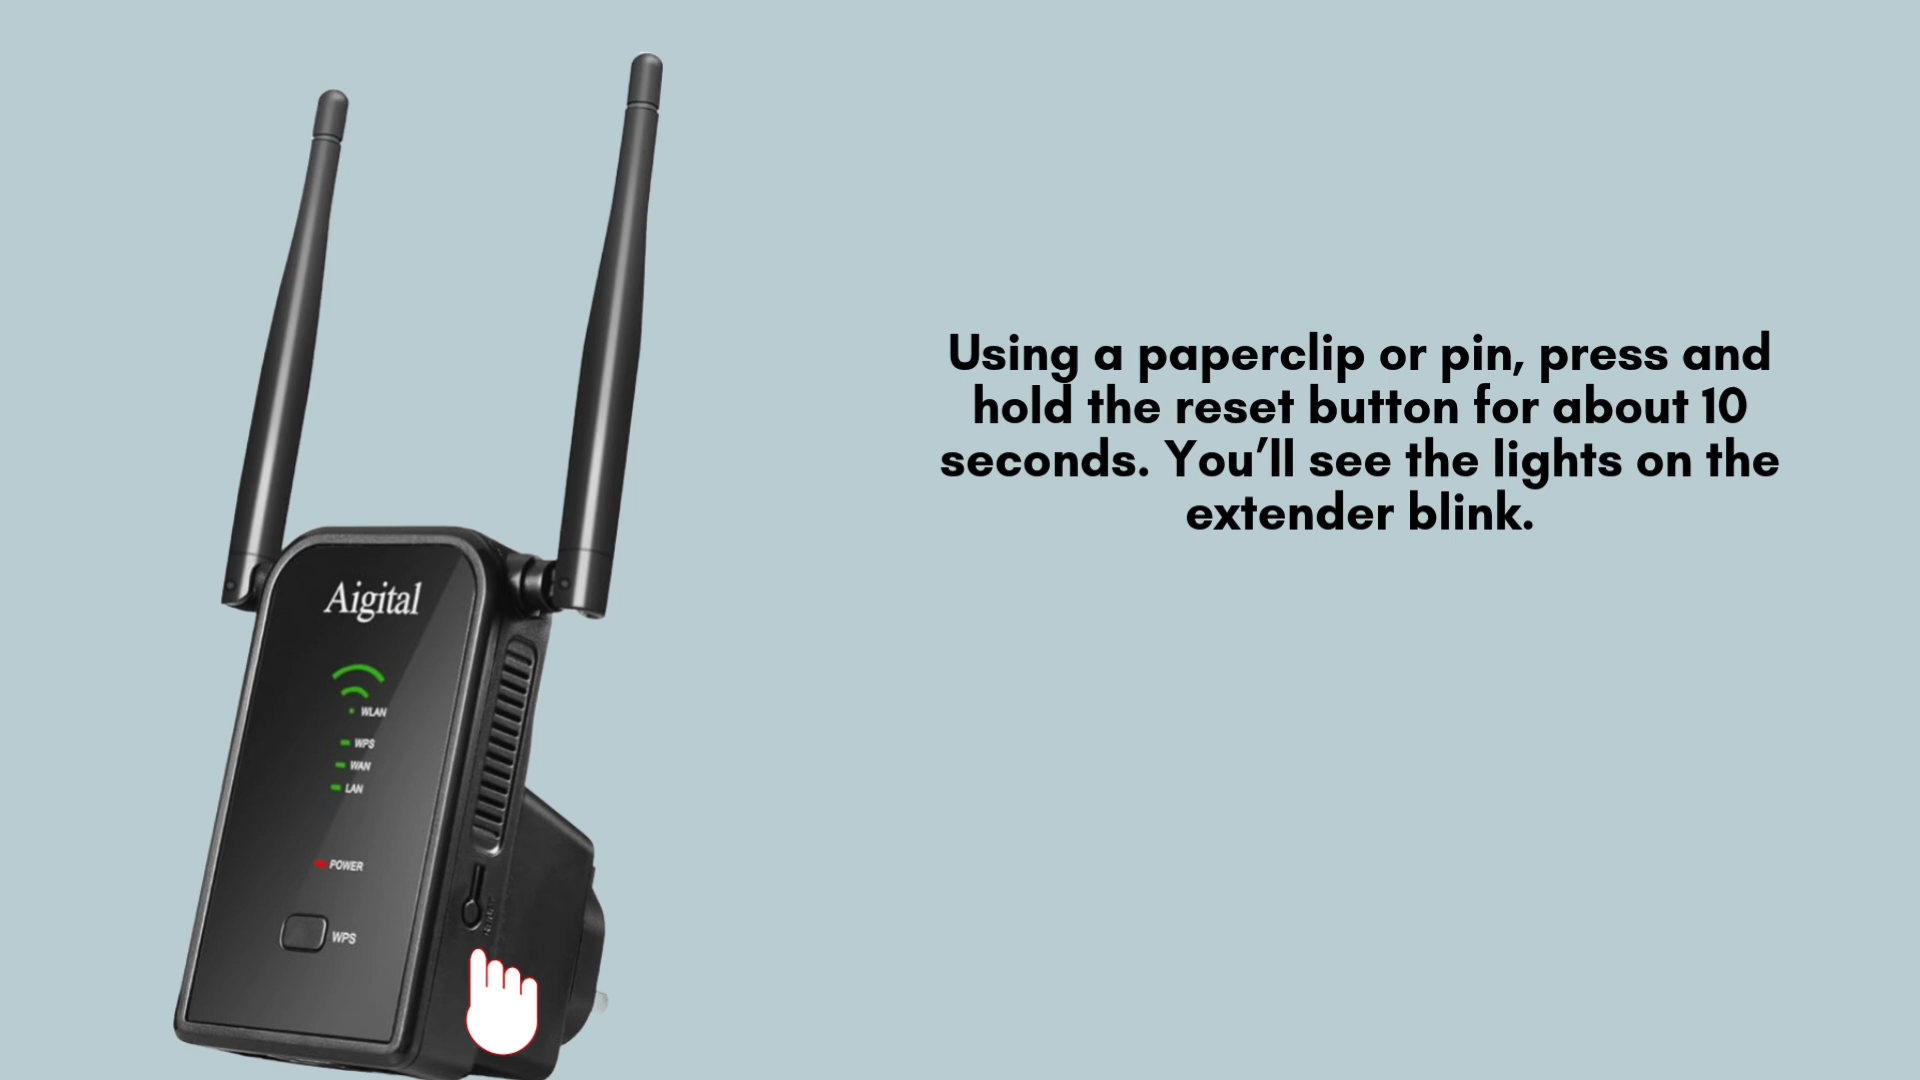 Using a paperclip or pin, press and
hold the reset button for about 10
seconds. You’ll see the lights on the
extender blink.
Aigital
WLAN
WPS
WAN
LAN
POWER
WPS